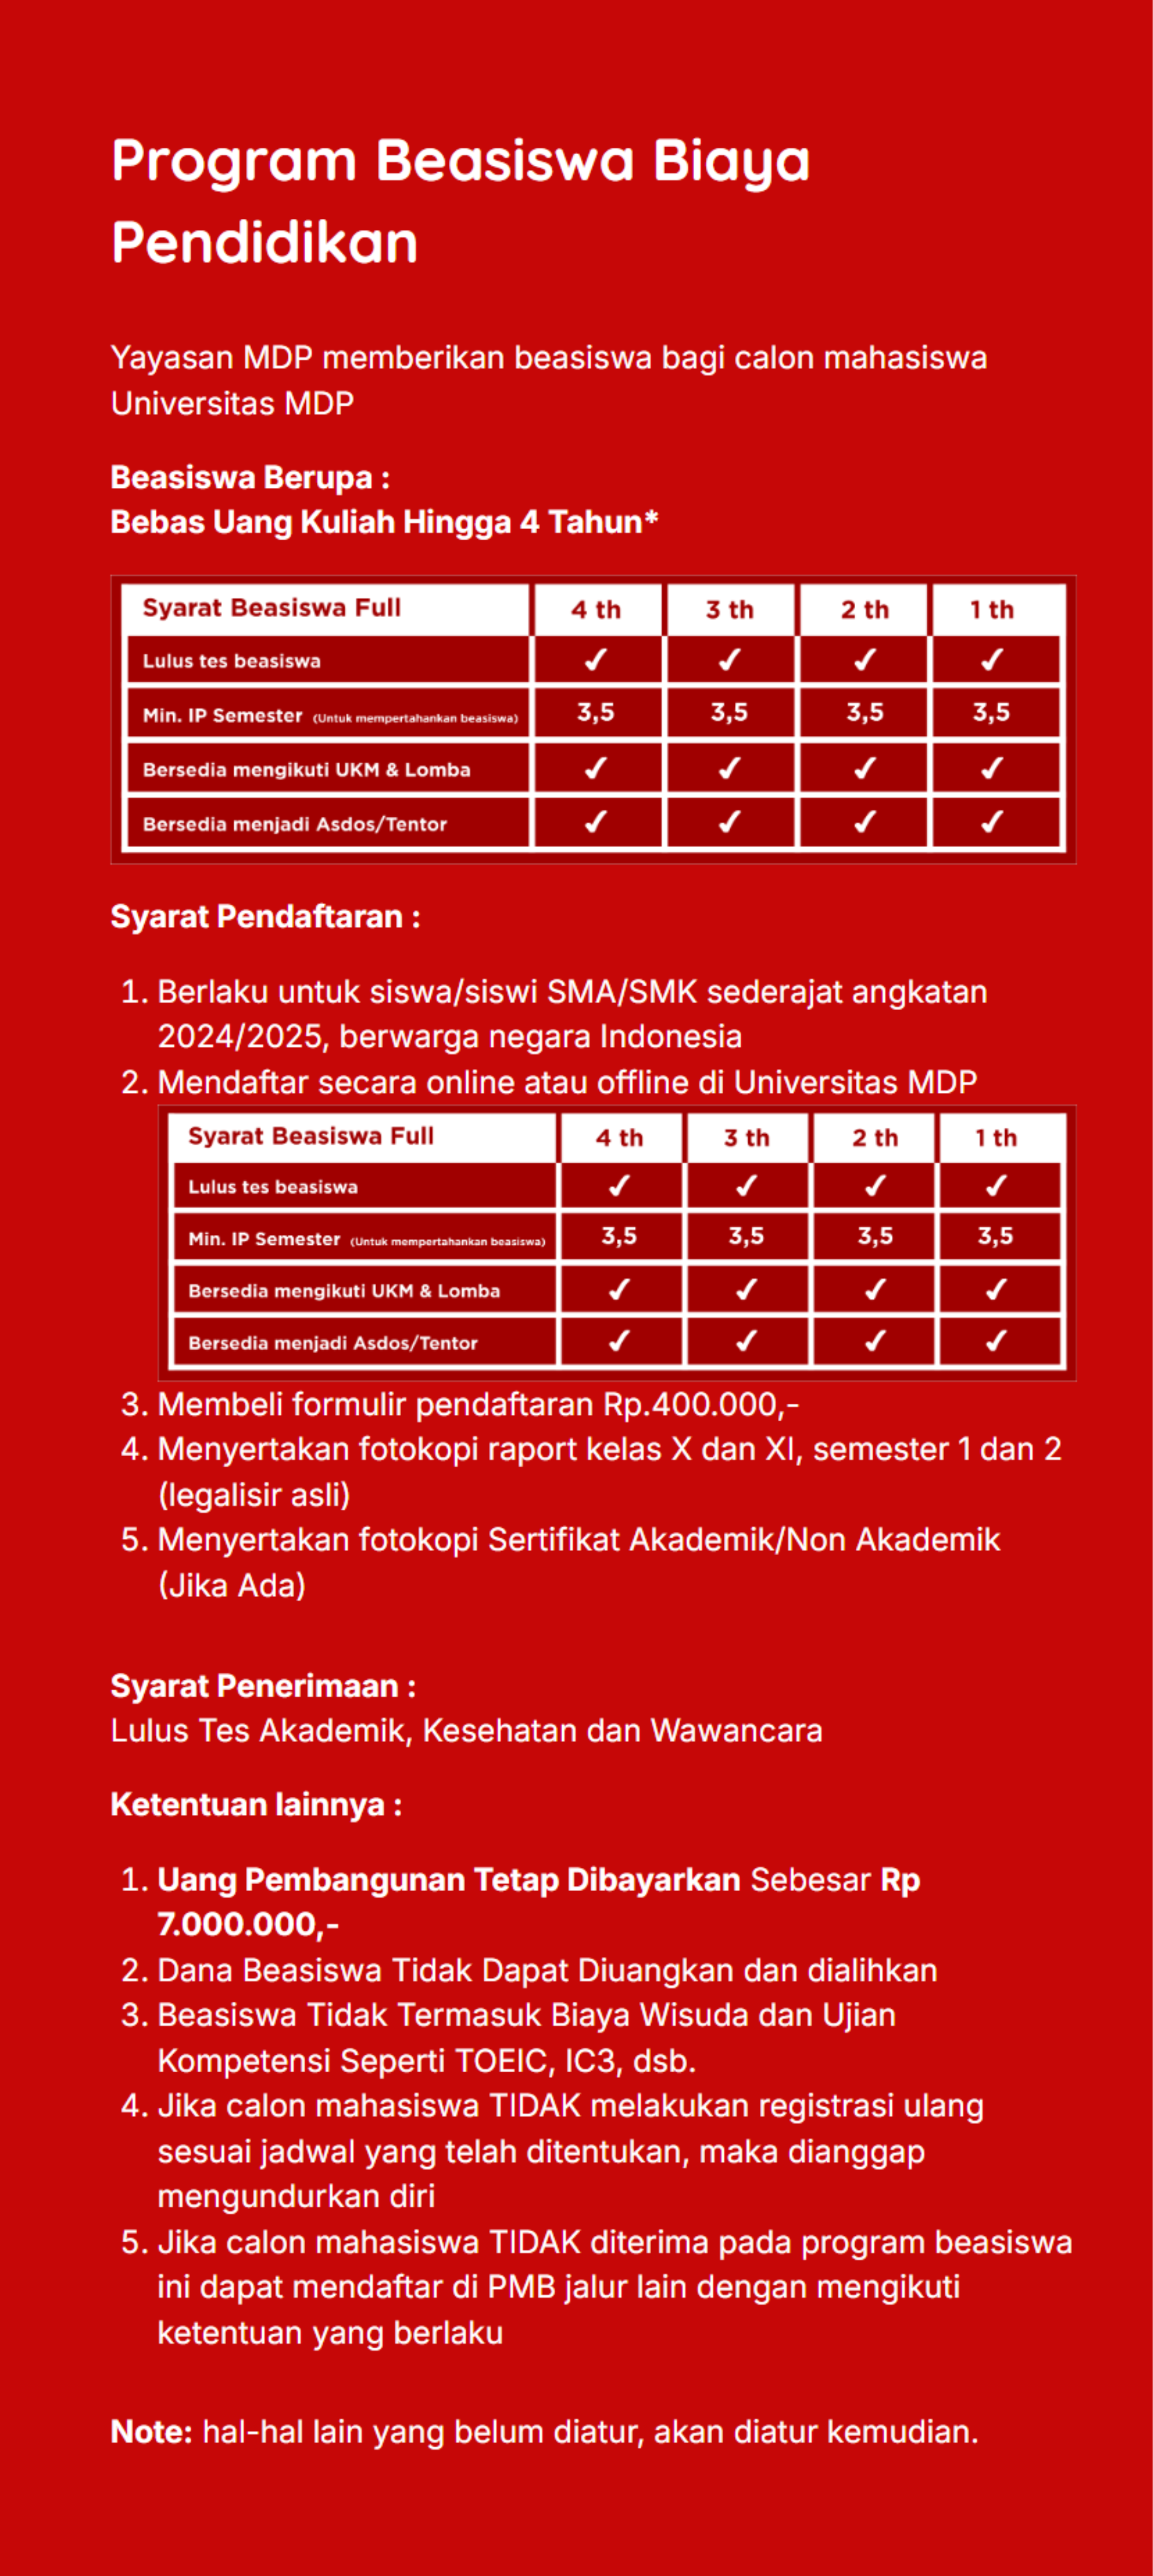 Program Beasiswa Biaya
Pendidikan
Yayasan MDP memberikan beasiswa bagi calon mahasiswa
Universitas MDP
Beasiswa Berupa :
Bebas Uang Kuliah Hingga 4 Tahun*
Syarat Beasiswa Full 4 th 3 th 2 th 1 th
Lulus tes beasiswa ✓ ✓ ✓ ✓
Min. IP Semester (Untuk mempertahankan beasiswa) 3,5 3,5 3,5 3,5
Bersedia mengikuti UKM & Lomba ✓ ✓ ✓ ✓
Bersedia menjadi Asdos/Tentor ✓ ✓ ✓ ✓
Syarat Pendaftaran :
1. Berlaku untuk siswa/siswi SMA/SMK sederajat angkatan
2024/2025, berwarga negara Indonesia
2. Mendaftar secara online atau offline di Universitas MDP
Syarat Beasiswa Full 4 th 3 th 2 th 1 th
Lulus tes beasiswa ✓ ✓ ✓ ✓
Min. IP Semester (Untuk mempertahankan beasiswa) 3,5 3,5 3,5 3,5
Bersedia mengikuti UKM & Lomba ✓ ✓ ✓ ✓
Bersedia menjadi Asdos/Tentor ✓ ✓ ✓ ✓
3. Membeli formulir pendaftaran Rp.400.000,-
4. Menyertakan fotokopi raport kelas X dan XI, semester 1 dan 2
(legalisir asli)
5. Menyertakan fotokopi Sertifikat Akademik/Non Akademik
(Jika Ada)
Syarat Penerimaan :
Lulus Tes Akademik, Kesehatan dan Wawancara
Ketentuan lainnya :
1. Uang Pembangunan Tetap Dibayarkan Sebesar Rp
7.000.000,-
2. Dana Beasiswa Tidak Dapat Diuangkan dan dialihkan
3. Beasiswa Tidak Termasuk Biaya Wisuda dan Ujian
Kompetensi Seperti TOEIC, IC3, dsb.
4. Jika calon mahasiswa TIDAK melakukan registrasi ulang
sesuai jadwal yang telah ditentukan, maka dianggap
mengundurkan diri
5. Jika calon mahasiswa TIDAK diterima pada program beasiswa
ini dapat mendaftar di PMB jalur lain dengan mengikuti
ketentuan yang berlaku
Note: hal-hal lain yang belum diatur, akan diatur kemudian.